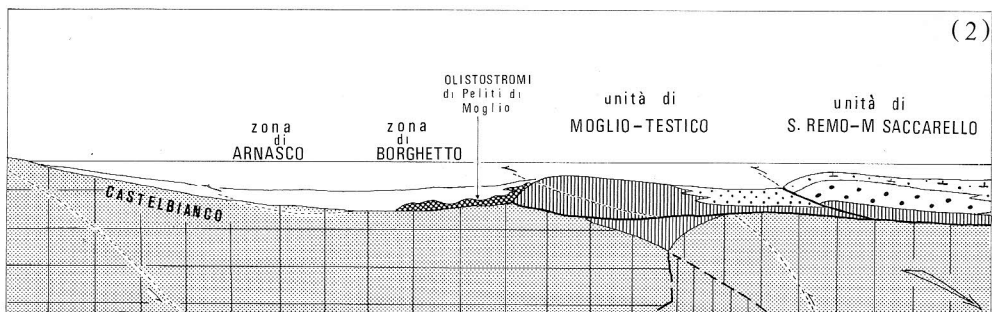 (2)
OLISTOSTROMI
di Peliti di
Moglio
unità di
MOGLIO-TESTICO
unità di
S. REMO-M SACCARELLO
zona
di
ARNASCO
zona
di
BORGHETTO
CASTELBIANCO